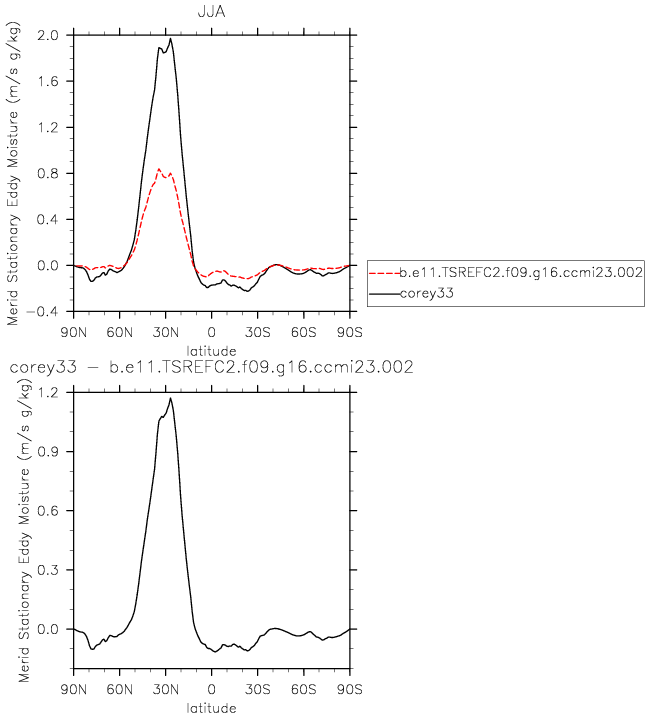 JJA
Merid Stationary Eddy Moisture (m/s g/kg)
2.0
1.6
1.2
0.8
0.4
0.0
−0.4
90N 60N 30N 0 30S 60S 90S
latitude
b.e11.TSREFC2.f09.g16.ccmi23.002
corey33
corey33 − b.e11.TSREFC2.f09.g16.ccmi23.002
Merid Stationary Eddy Moisture (m/s g/kg)
1.2
0.9
0.6
0.3
0.0
90N 60N 30N 0 30S 60S 90S
latitude